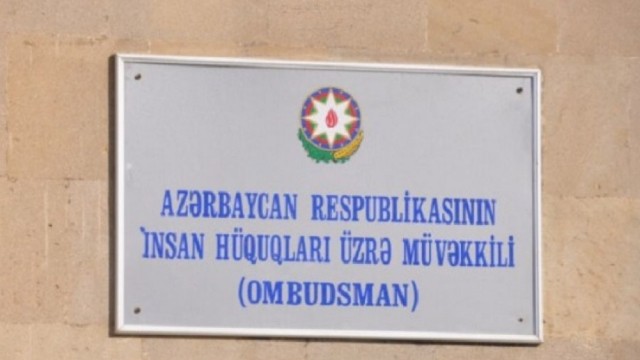 AZƏRBAYCAN RESPUBLİKASININ
İNSAN HÜQUQLARI ÜZRƏ MÜVƏKKİLİ
(OMBUDSMAN)